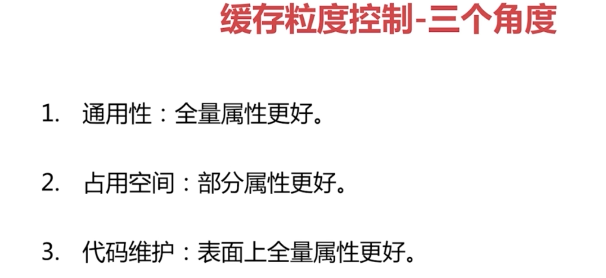 缓存粒度控制-三个角度
1. 通用性：全量属性更好。
2. 占用空间：部分属性更好。
3. 代码维护：表面上全量属性更好。